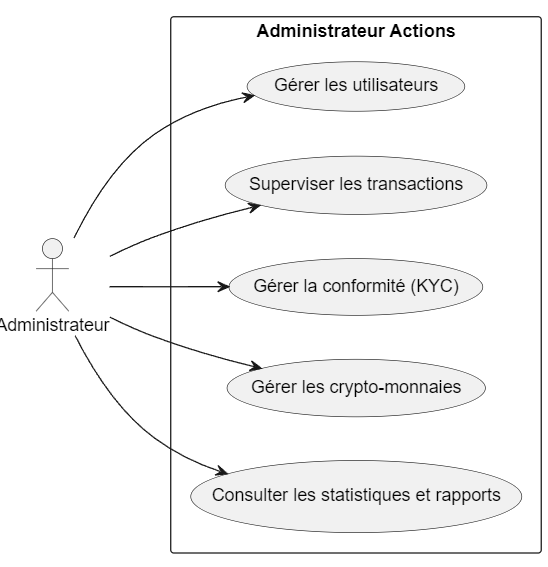 Administrateur Actions
Gérer les utilisateurs
Superviser les transactions
Gérer la conformité (KYC)
Administrateur
Gérer les crypto-monnaies
Consulter les statistiques et rapports